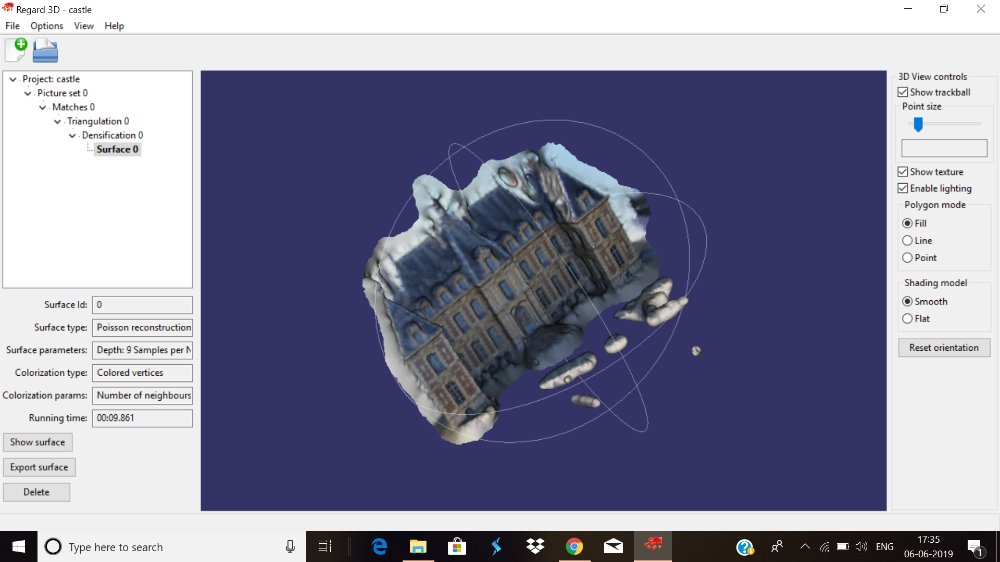 Regard 3D - castle
File Options View Help
Project: castle
Picture set 0
Matches 0
Triangulation 0
Densification 0
Surface 0
Surface Id: 0
Surface type: Poisson reconstruction
Surface parameters: Depth: 9 Samples per
Colorization type: Colored vertices
Colorization params: Number of neighbours
Running time: 00:09.861
Show surface
Export surface
Delete
3D View controls
Show trackball
Point size
Show texture
Enable lighting
Polygon mode
Fill
Line
Point
Shading model
Smooth
Flat
Reset orientation
Type here to search
ENG
17:35
06-06-2019
1